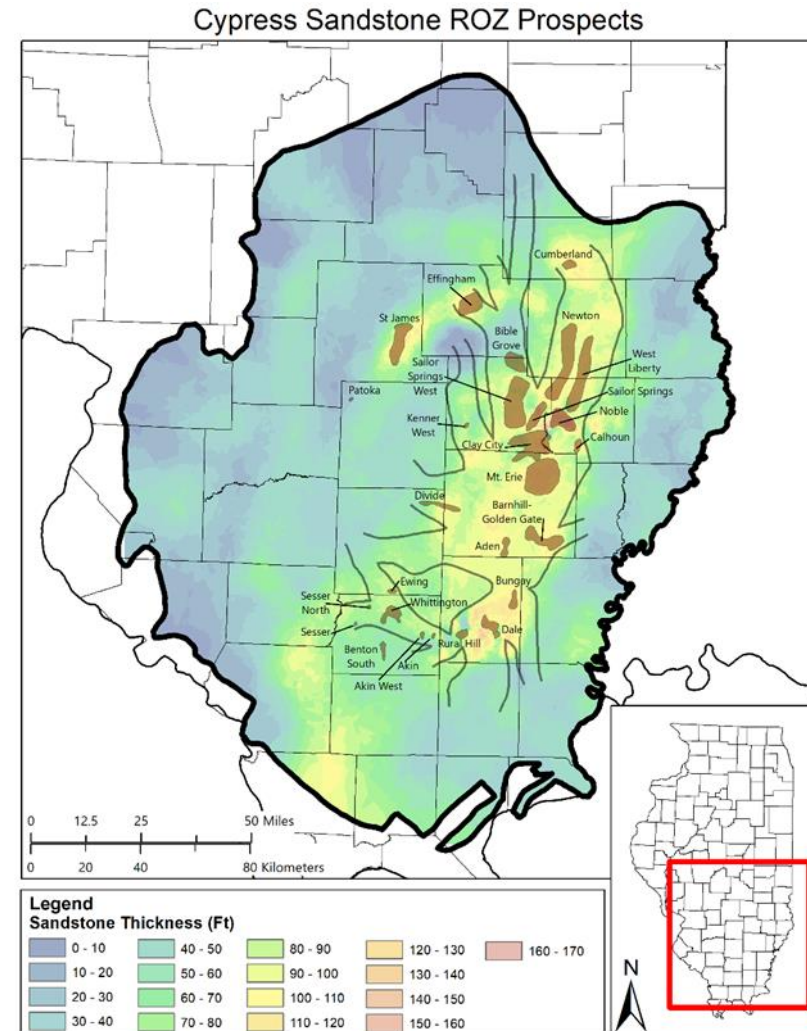 Cypress Sandstone ROZ Prospects
Cumberland
Effingham
St James
Newton
Bible
Grove
West
Liberty
Sailor
Springs
West
Patoka
Sailor Springs
Noble
Kenner
West
Clay City
Calhoun
Mt. Erie
Divide
Barnhill-
Golden Gate
Aden
Bungay
Ewing
Sesser
North
Whittington
Sesser
Rural Hill
Dale
Benton
South
Akin
Akin West
0 12.5 25 50 Miles
0 20 40 80 Kilometers
N
Legend
Sandstone Thickness (Ft)
0 - 10
10 - 20
20 - 30
30 - 40
40 - 50
50 - 60
60 - 70
70 - 80
80 - 90
90 - 100
100 - 110
110 - 120
120 - 130
130 - 140
140 - 150
150 - 160
160 - 170